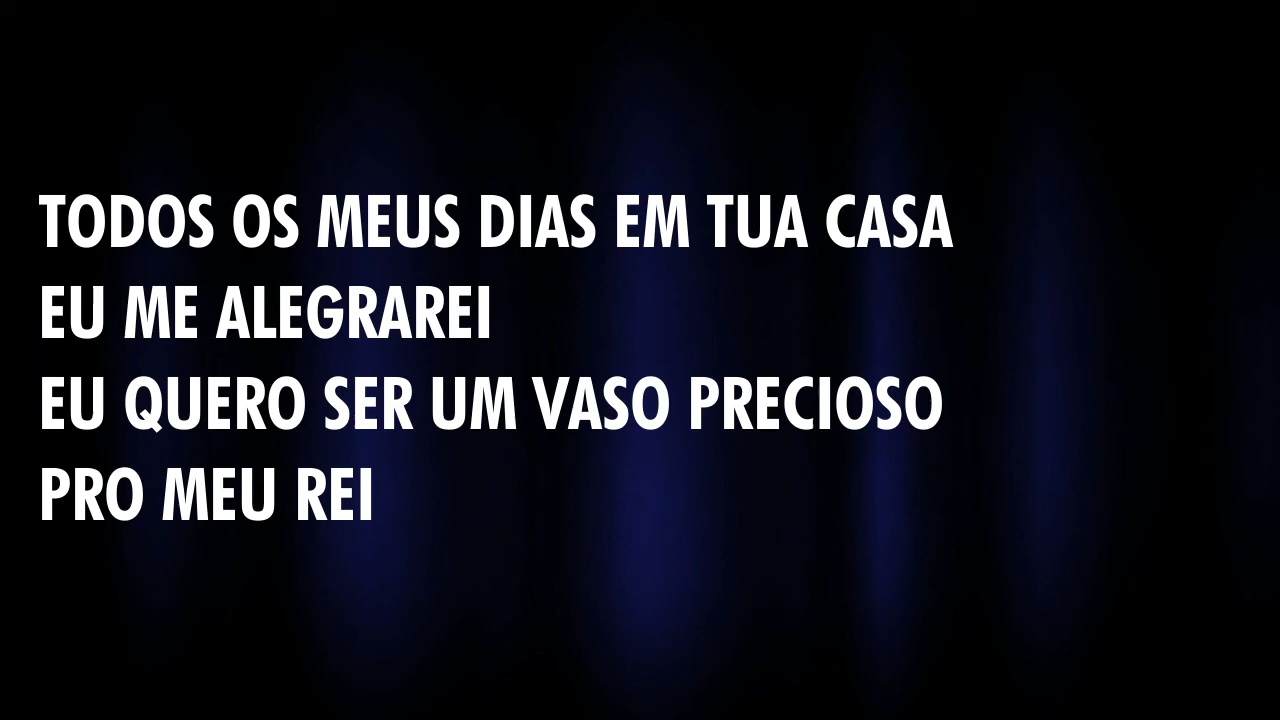 TODOS OS MEUS DIAS EM TUA CASA
EU ME ALEGRAREI
EU QUERO SER UM VASO PRECIOSO
PRO MEU REI